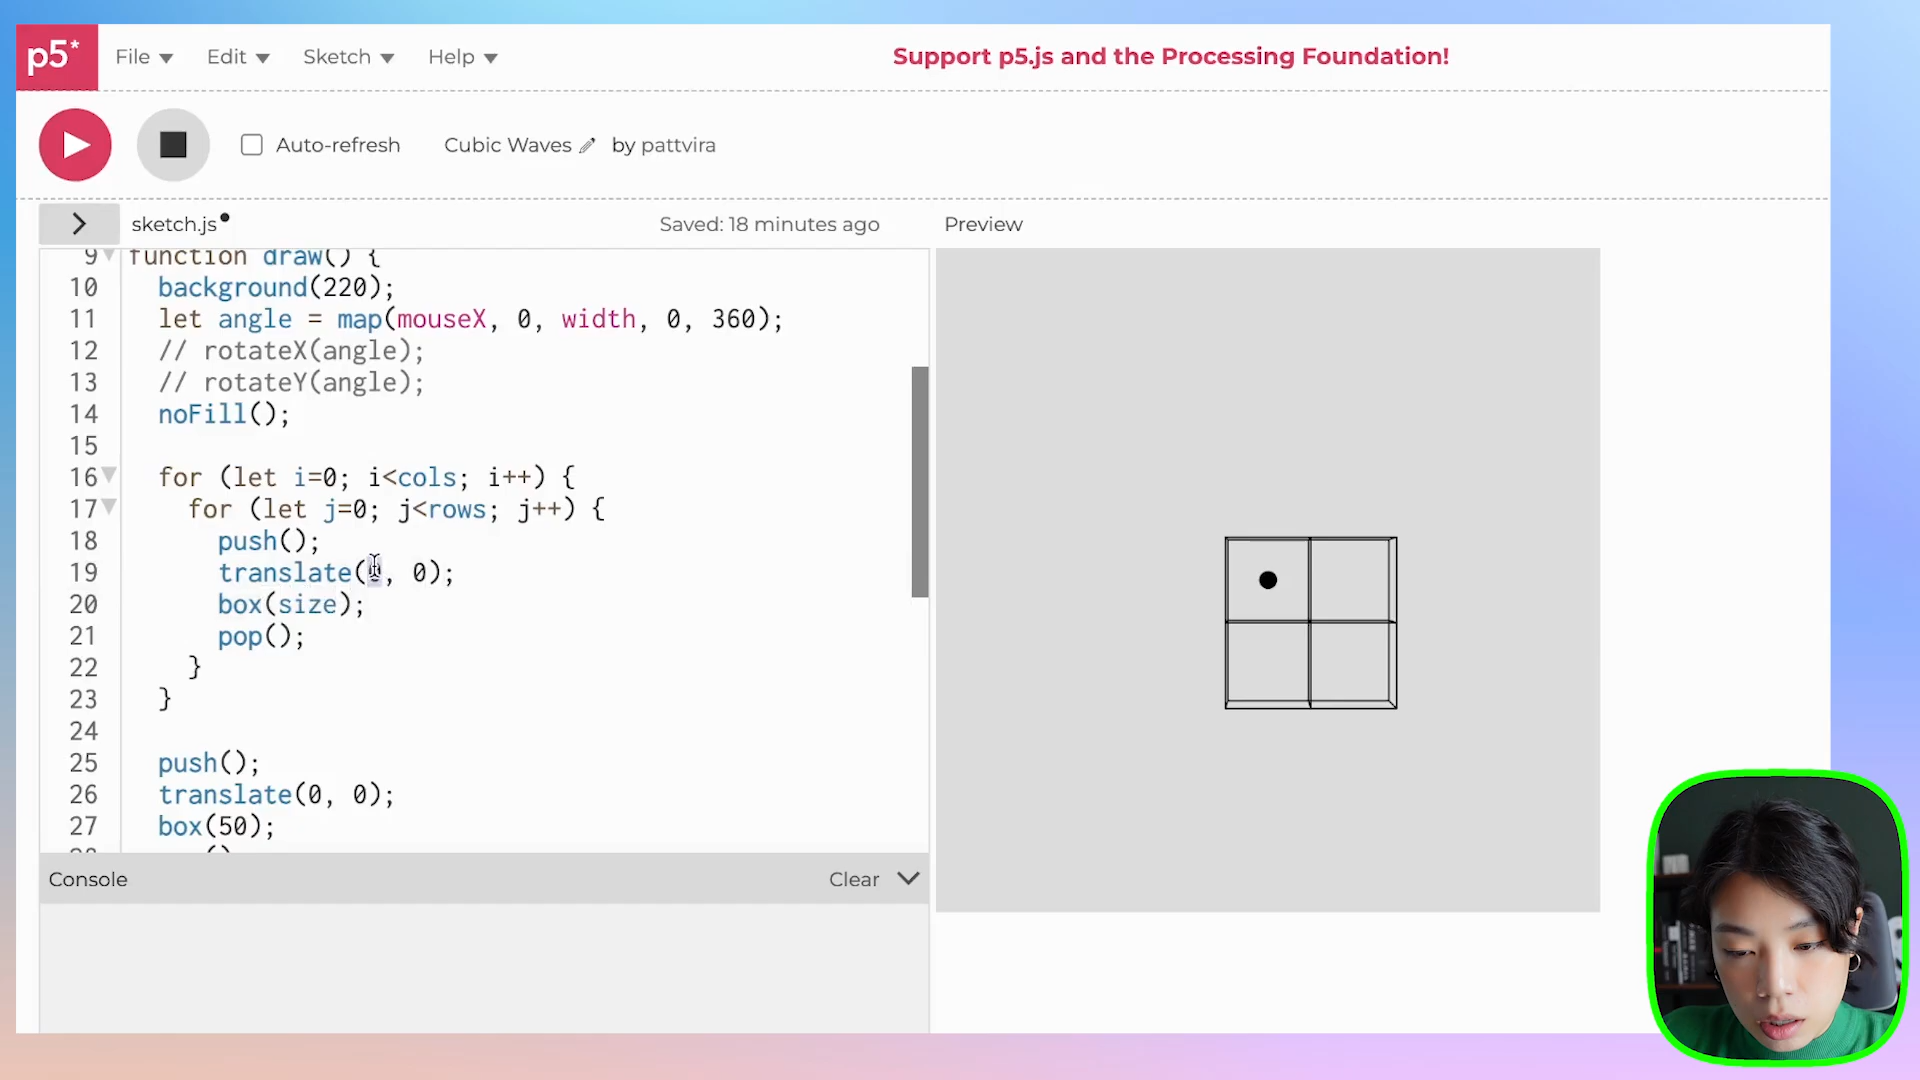 p5*
File
Edit
Sketch
Help
Support p5.js and the Processing Foundation!
Auto-refresh
Cubic Waves
by pattvira
sketch.js
Saved: 18 minutes ago
Preview
9 function draw() {
10 background(220);
11 let angle = map(mouseX, 0, width, 0, 360);
12 // rotateX(angle);
13 // rotateY(angle);
14 noFill();
15
16 for (let i=0; i<cols; i++) {
17 for (let j=0; j<rows; j++) {
18 push();
19 translate(0, 0);
20 box(size);
21 pop();
22 }
23 }
24
25 push();
26 translate(0, 0);
27 box(50);
Console
Clear